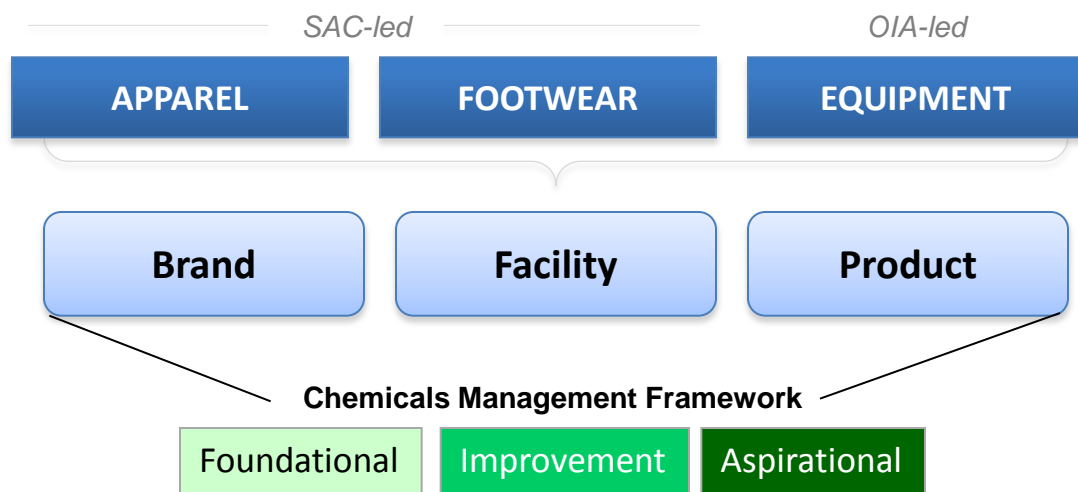 SAC-led OIA-led
APPAREL FOOTWEAR EQUIPMENT
Brand Facility Product
Chemicals Management Framework
Foundational Improvement Aspirational